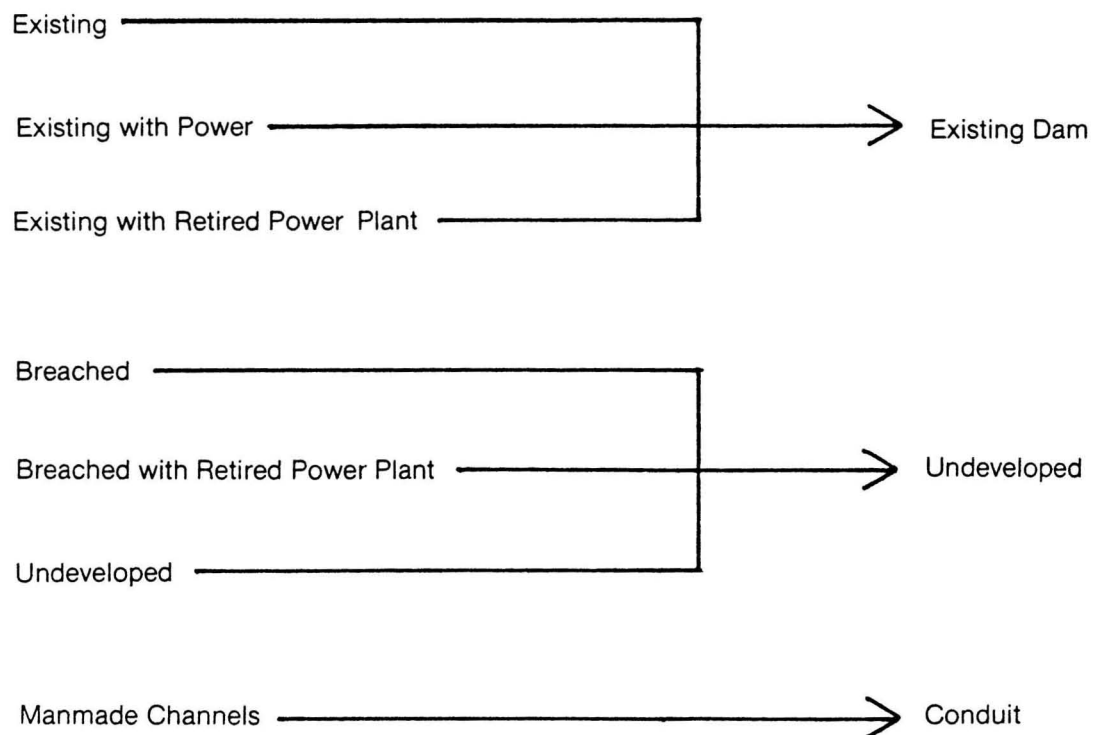 Existing
Existing with Power
Existing Dam
Existing with Retired Power Plant
Breached
Breached with Retired Power Plant
Undeveloped
Undeveloped
Manmade Channels
Conduit